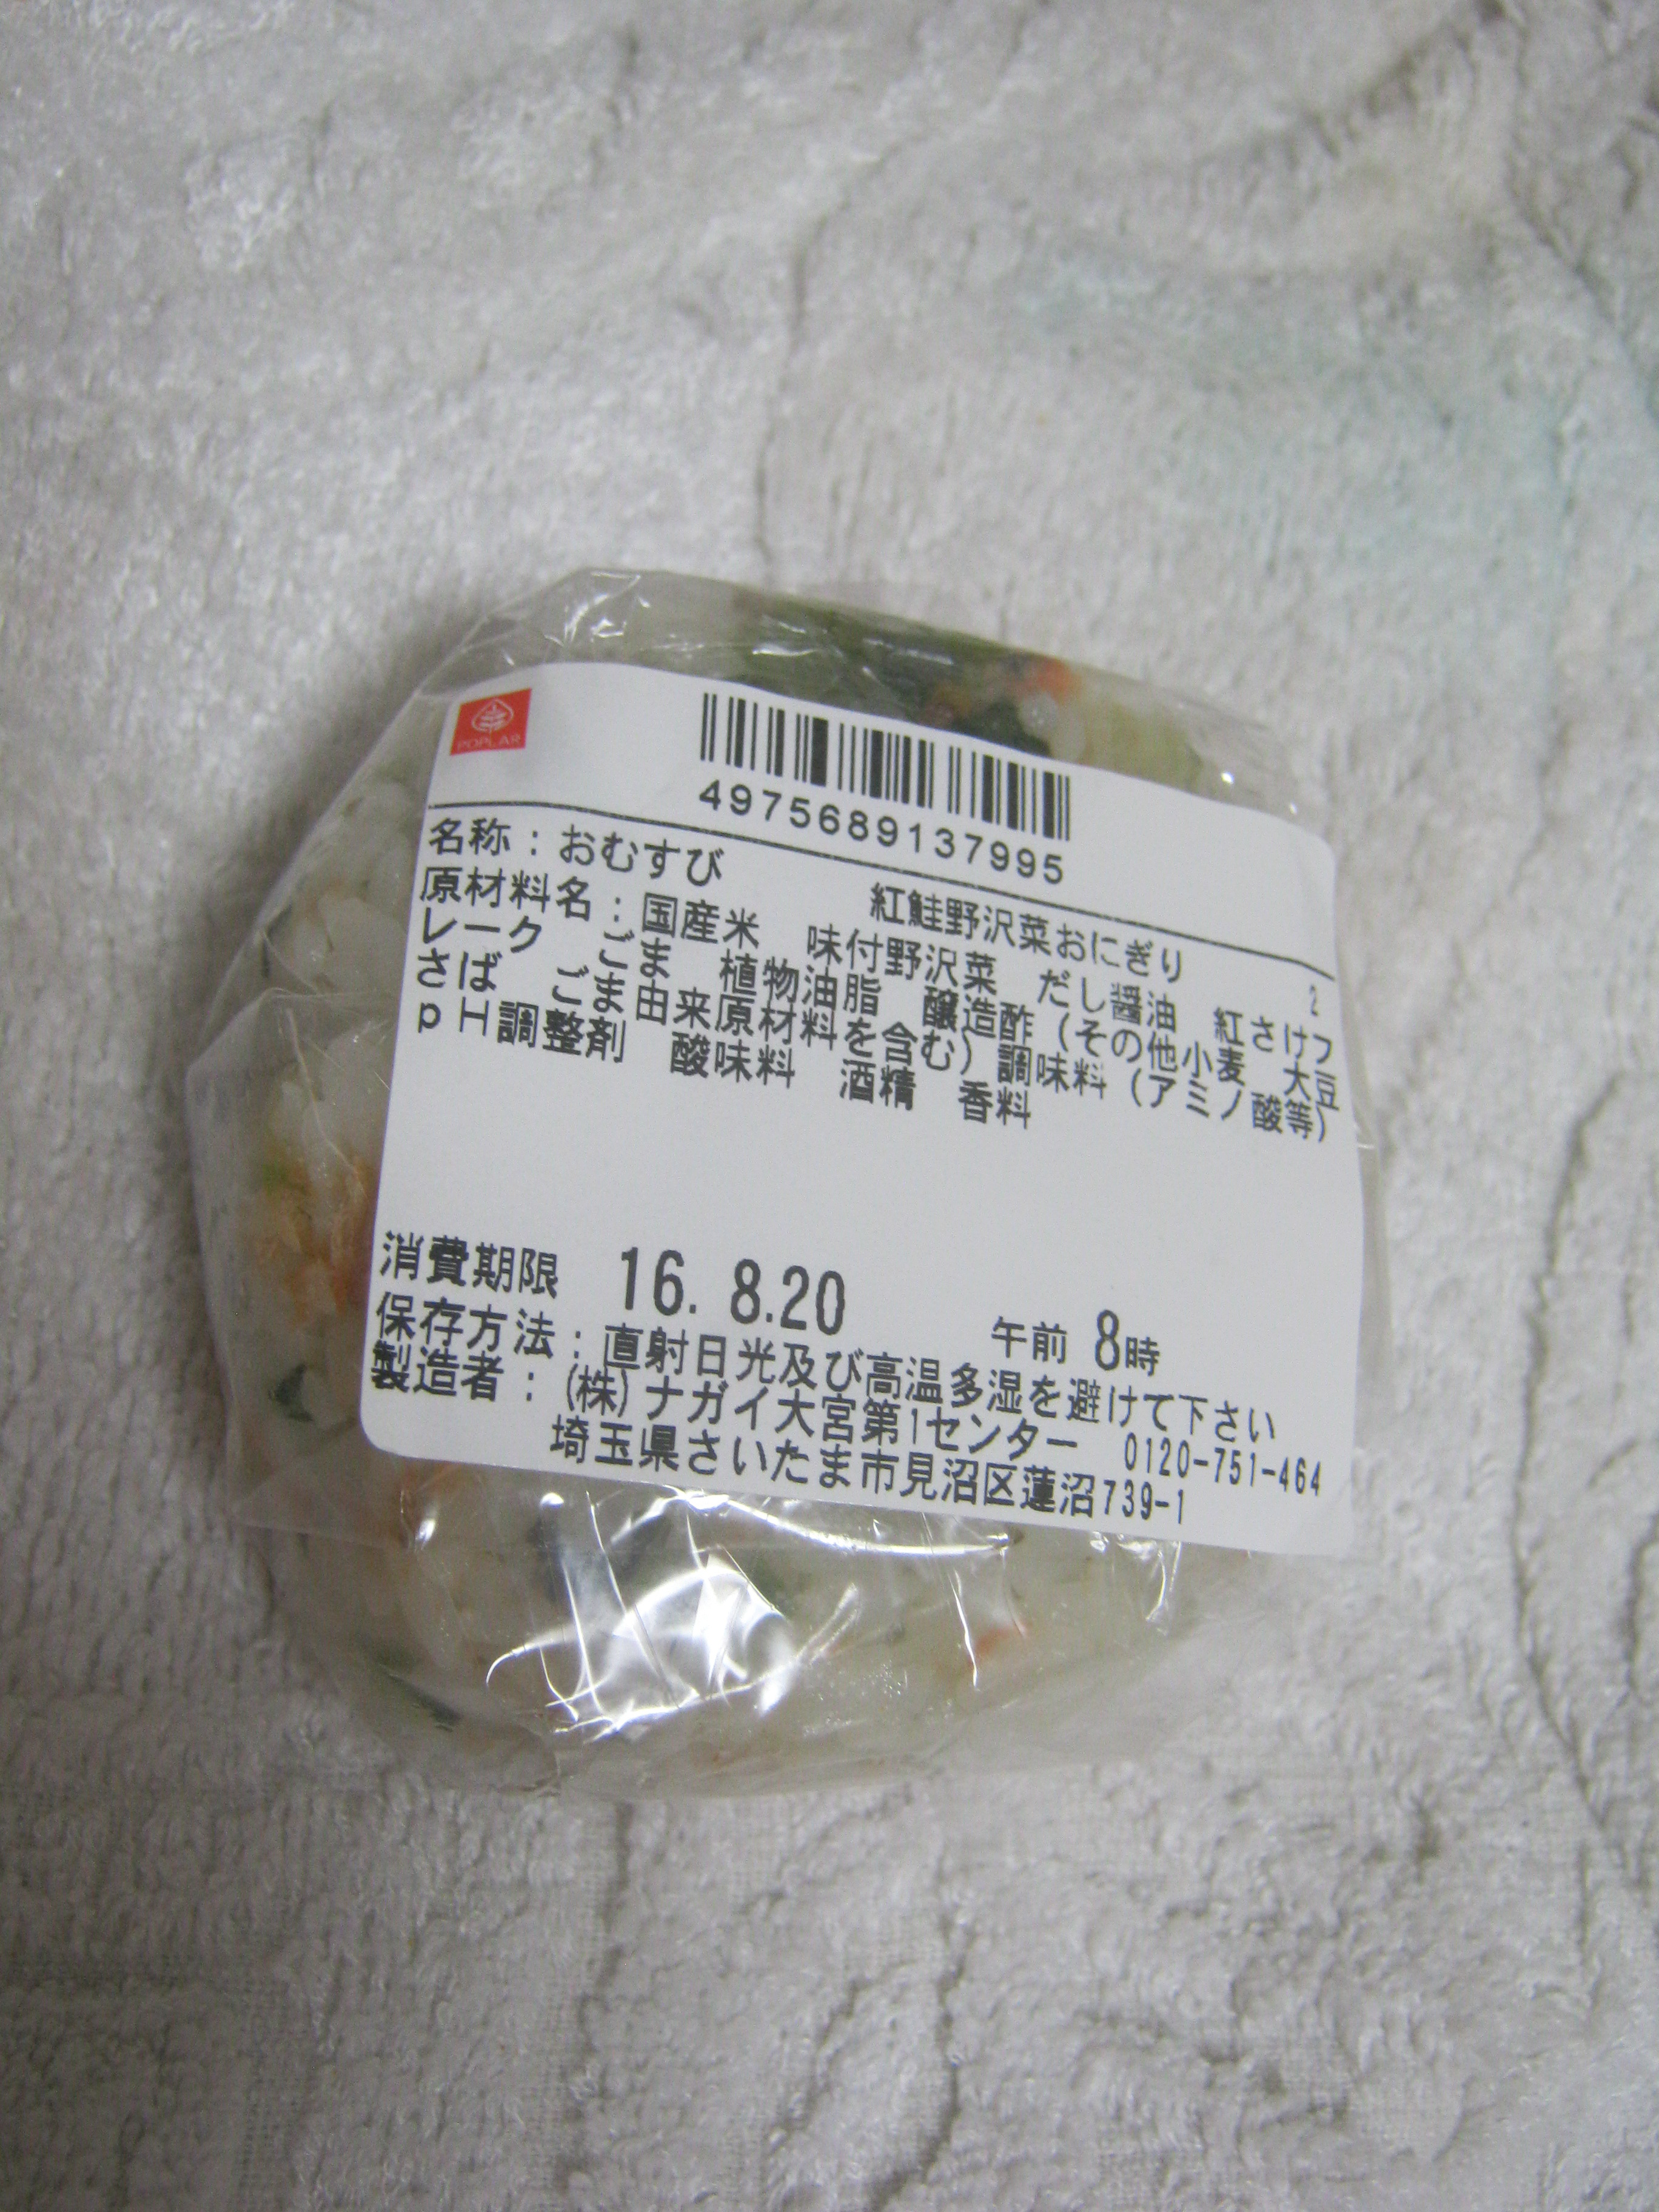 POPLAR
4975689137995
名称：おむすび　　　紅鮭野沢菜おにぎり　　　2
原材料名：国産米　味付野沢菜　だし醤油　紅さけフ
レーク　ごま　植物油脂　醸造酢（その他小麦　大豆
さば　ごま由来原材料を含む）調味料（アミノ酸等）
ｐＨ調整剤　酸味料　酒精　香料
消費期限　16. 8.20　　　午前 8時
保存方法：直射日光及び高温多湿を避けて下さい
製造者：(株)ナガイ大宮第1センター　0120-751-464
埼玉県さいたま市見沼区蓮沼739-1